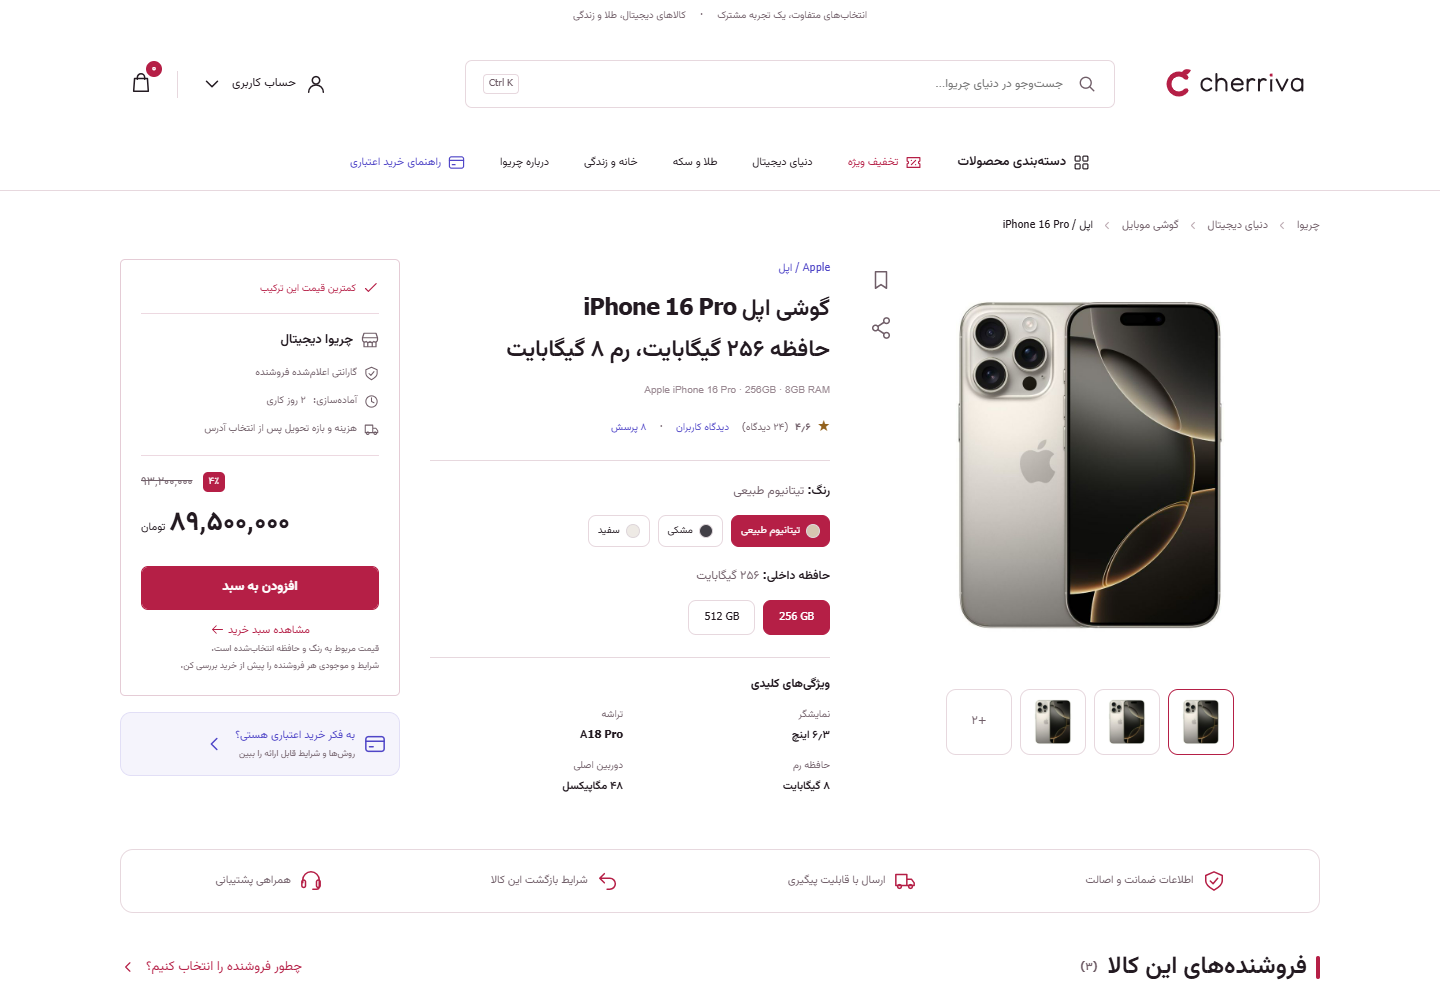 انتخاب‌های متفاوت، یک تجربه مشترک · کالاهای دیجیتال، طلا و زندگی
cherriva
جست‌وجو در دنیای چریوا...
Ctrl K
حساب کاربری
۰
دسته‌بندی محصولات
تخفیف ویژه
دنیای دیجیتال
طلا و سکه
خانه و زندگی
درباره چریوا
راهنمای خرید اعتباری
چریوا
دنیای دیجیتال
گوشی موبایل
اپل / iPhone 16 Pro
+۲
Apple / اپل
گوشی اپل iPhone 16 Pro
حافظه ۲۵۶ گیگابایت، رم ۸ گیگابایت
Apple iPhone 16 Pro · 256GB · 8GB RAM
۴٫۶ (۲۴ دیدگاه) دیدگاه کاربران · ۸ پرسش
رنگ: تیتانیوم طبیعی
تیتانیوم طبیعی
مشکی
سفید
حافظه داخلی: ۲۵۶ گیگابایت
256 GB
512 GB
ویژگی‌های کلیدی
نمایشگر
۶٫۳ اینچ
تراشه
A18 Pro
حافظه رم
۸ گیگابایت
دوربین اصلی
۴۸ مگاپیکسل
کمترین قیمت این ترکیب
چریوا دیجیتال
گارانتی اعلام‌شده فروشنده
آماده‌سازی: ۲ روز کاری
هزینه و بازه تحویل پس از انتخاب آدرس
۴٪
۹۳,۲۰۰,۰۰۰
۸۹,۵۰۰,۰۰۰ تومان
افزودن به سبد
مشاهده سبد خرید
قیمت مربوط به رنگ و حافظه انتخاب‌شده است.
شرایط و موجودی هر فروشنده را پیش از خرید بررسی کن.
به فکر خرید اعتباری هستی؟
روش‌ها و شرایط قابل ارائه را ببین
اطلاعات ضمانت و اصالت
ارسال با قابلیت پیگیری
شرایط بازگشت این کالا
همراهی پشتیبانی
فروشنده‌های این کالا (۳)
چطور فروشنده را انتخاب کنیم؟